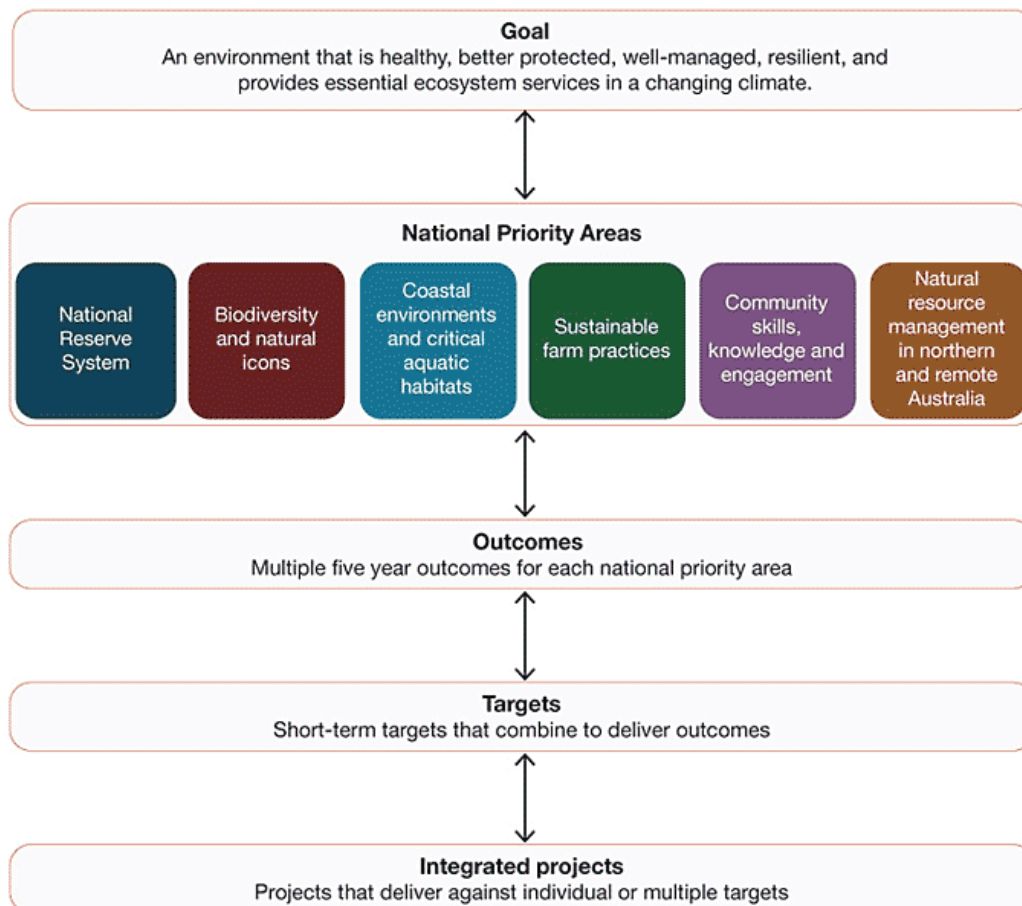 Goal
An environment that is healthy, better protected, well-managed, resilient, and
provides essential ecosystem services in a changing climate.
National Priority Areas
National
Reserve
System
Biodiversity
and natural
icons
Coastal
environments
and critical
aquatic
habitats
Sustainable
farm practices
Community
skills,
knowledge and
engagement
Natural
resource
management
in northern
and remote
Australia
Outcomes
Multiple five year outcomes for each national priority area
Targets
Short-term targets that combine to deliver outcomes
Integrated projects
Projects that deliver against individual or multiple targets